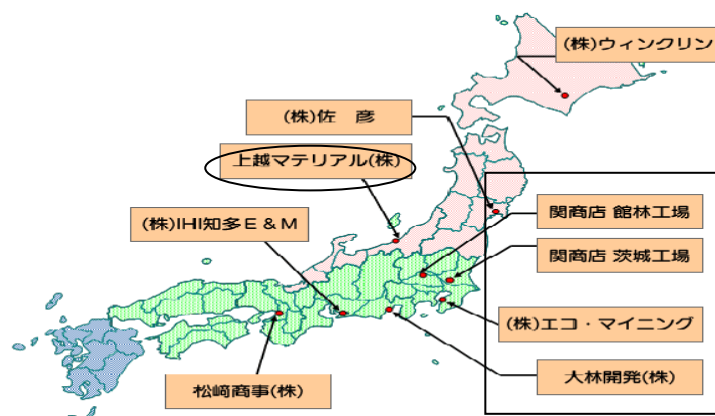 (株)ウィンクリン
(株)佐　彦
上越マテリアル(株)
(株)IHI知多E & M
関商店 館林工場
関商店 茨城工場
(株)エコ・マイニング
大林開発(株)
松﨑商事(株)